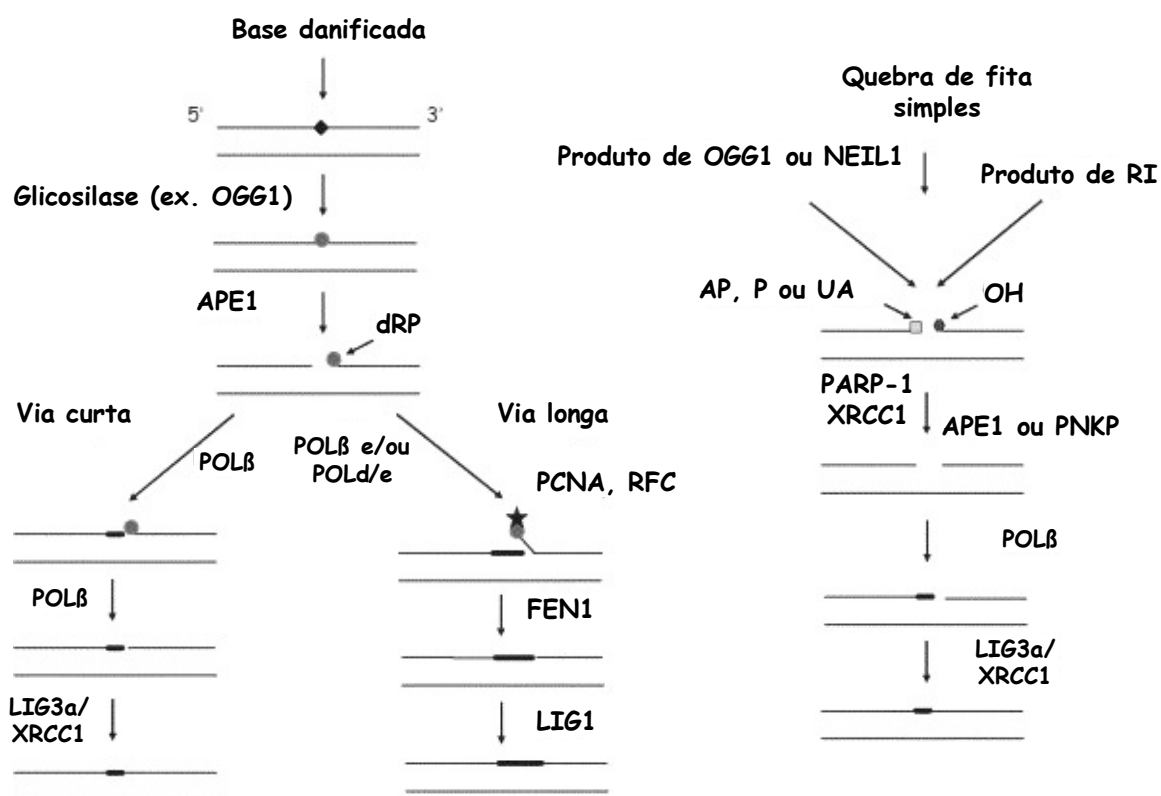 Base danificada
5'
3'
Glicosilase (ex. OGG1)
APE1
dRP
Via curta
Via longa
POLß
POLß e/ou
POLd/e
PCNA, RFC
POLß
FEN1
LIG3a/
XRCC1
LIG1
Quebra de fita
simples
Produto de OGG1 ou NEIL1
Produto de RI
AP, P ou UA
OH
PARP-1
XRCC1
APE1 ou PNKP
POLß
LIG3a/
XRCC1